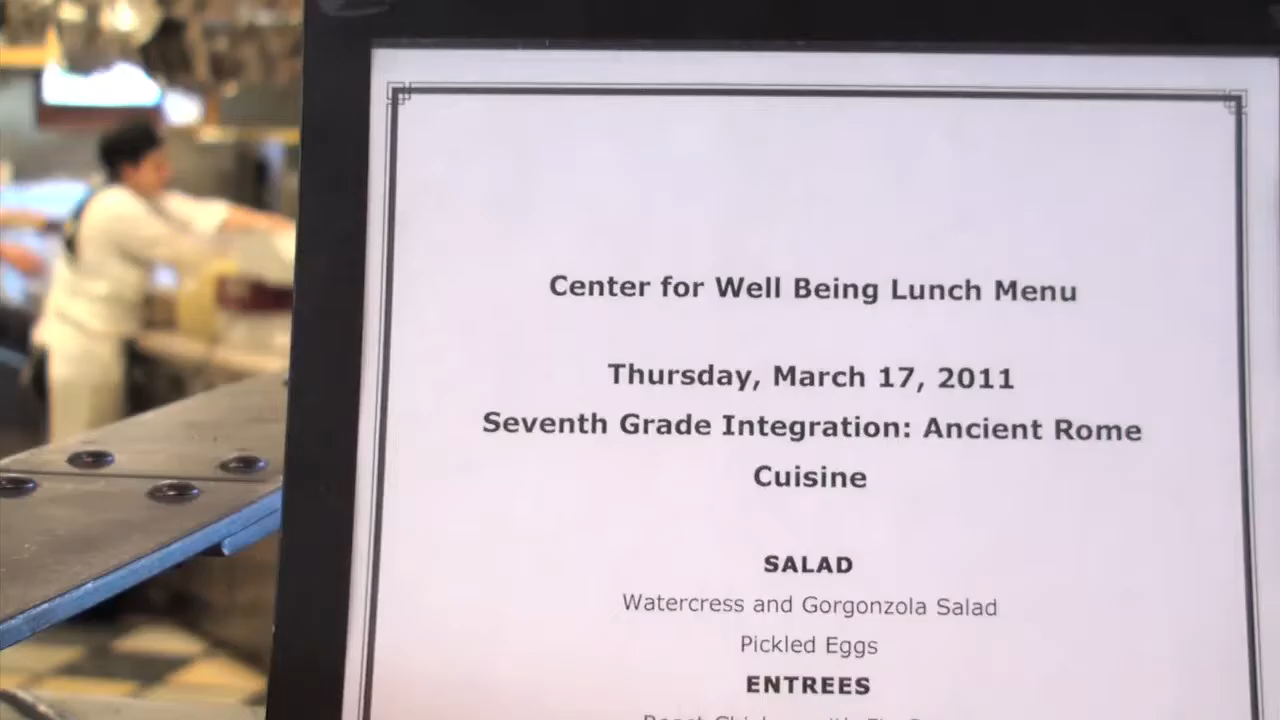 Center for Well Being Lunch Menu
Thursday, March 17, 2011
Seventh Grade Integration: Ancient Rome
Cuisine
SALAD
Watercress and Gorgonzola Salad
Pickled Eggs
ENTREES